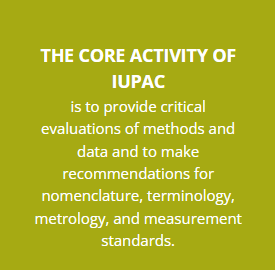 THE CORE ACTIVITY OF
IUPAC
is to provide critical
evaluations of methods and
data and to make
recommendations for
nomenclature, terminology,
metrology, and measurement
standards.